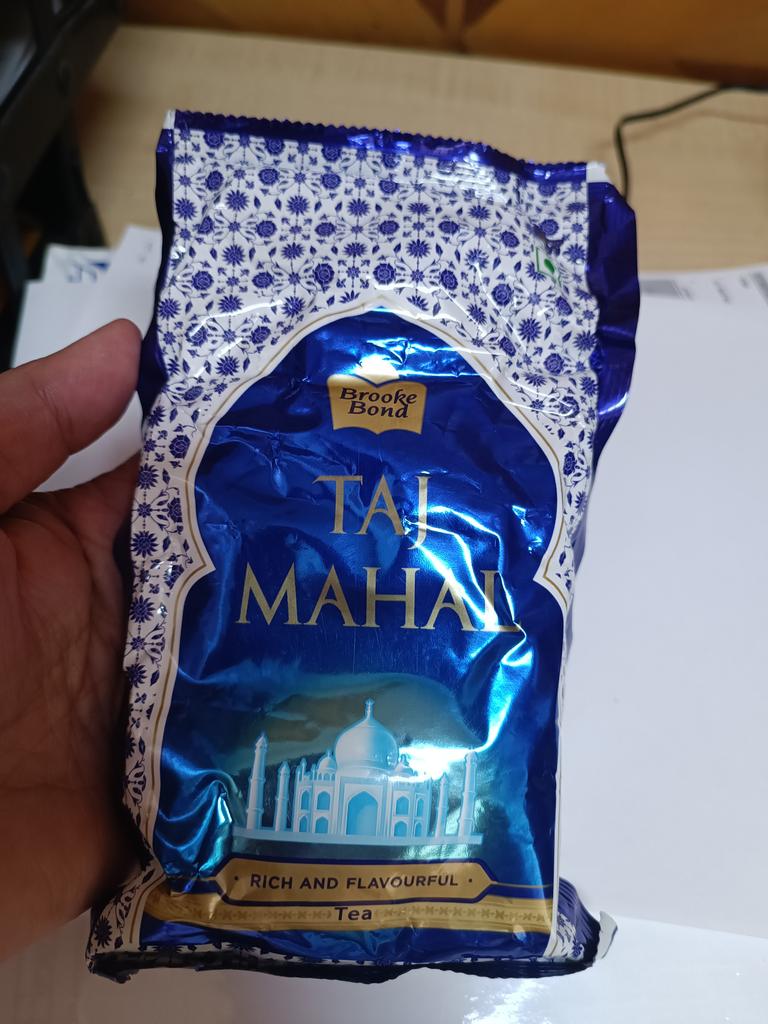 Brooke
Bond
TAJ
MAHAL
· RICH AND FLAVOURFUL ·
Tea